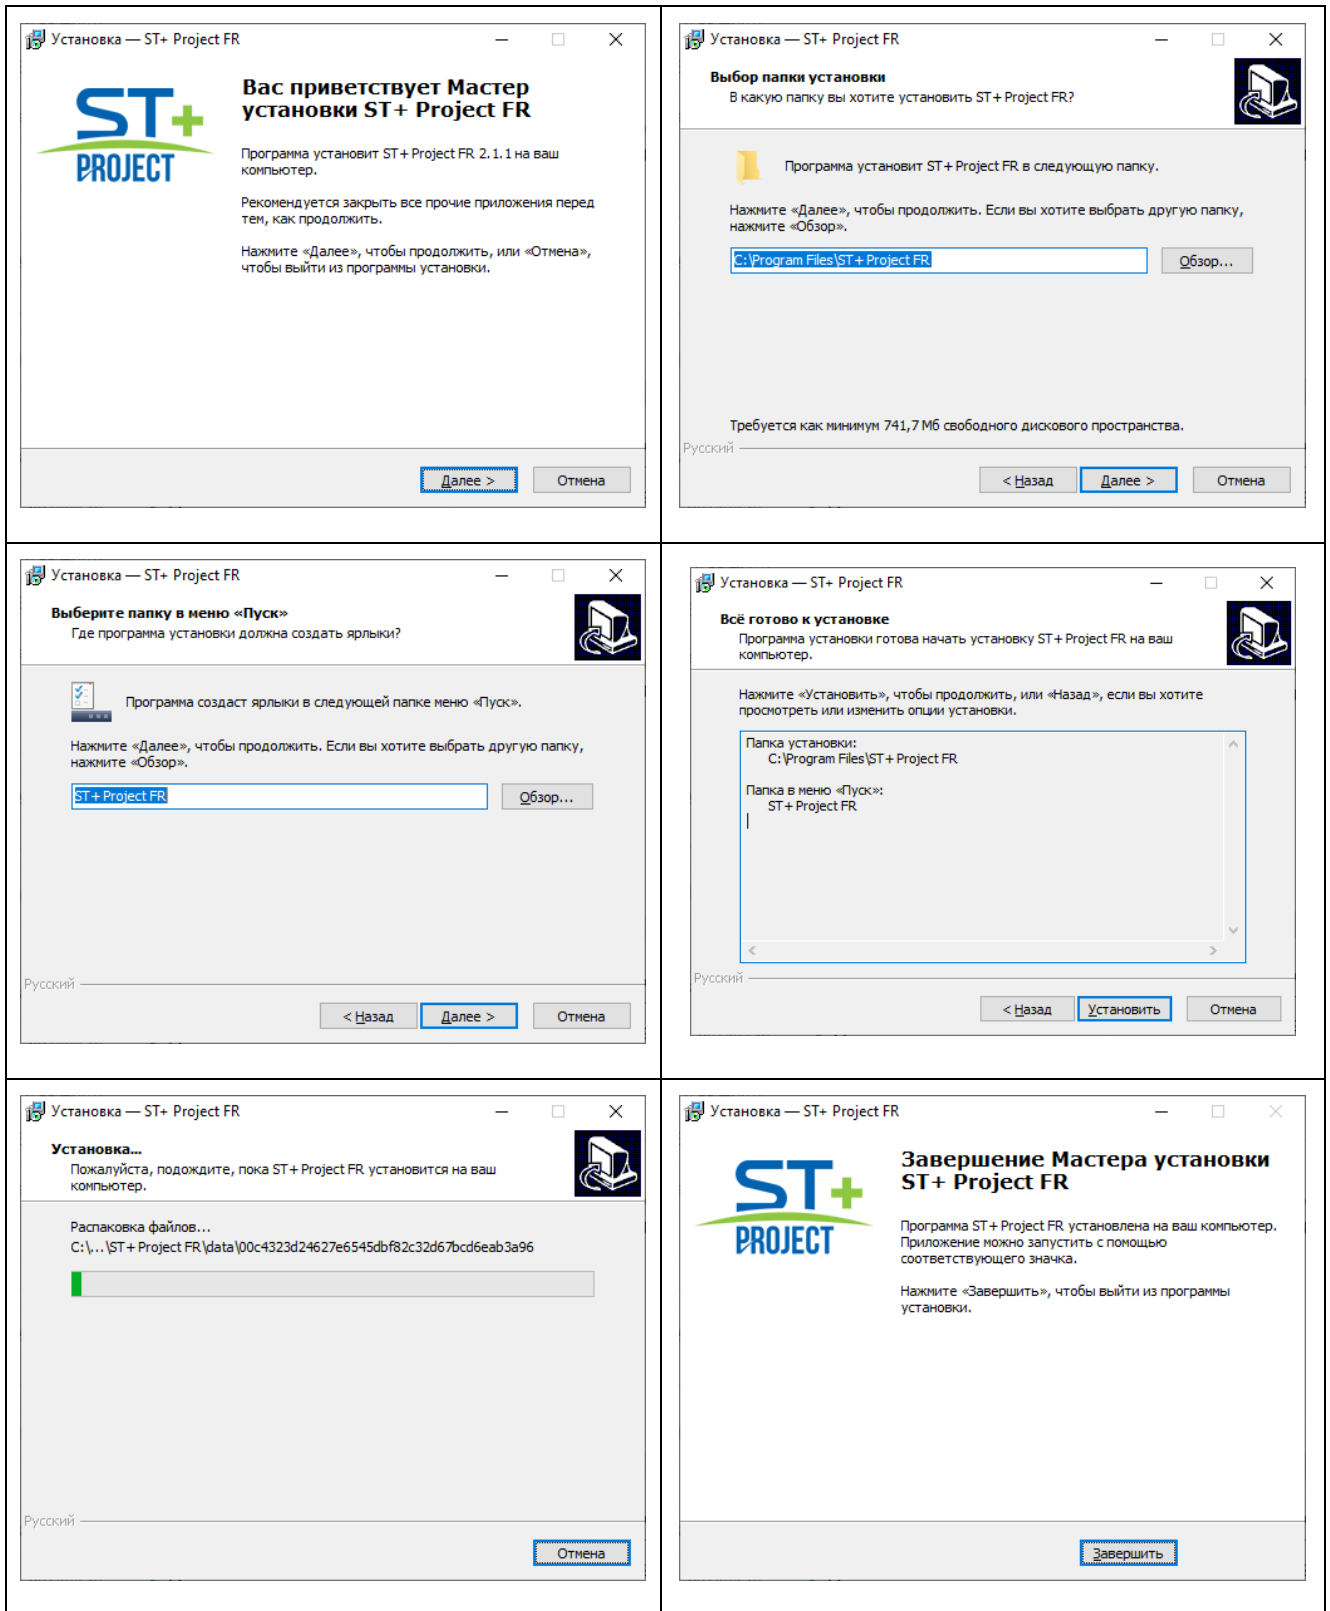 Установка — ST+ Project FR
ST+
PROJECT
Вас приветствует Мастер
установки ST+ Project FR
Программа установит ST+ Project FR 2.1.1 на ваш
компьютер.
Рекомендуется закрыть все прочие приложения перед
тем, как продолжить.
Нажмите «Далее», чтобы продолжить, или «Отмена»,
чтобы выйти из программы установки.
Далее >
Отмена
Установка — ST+ Project FR
Выбор папки установки
В какую папку вы хотите установить ST+ Project FR?
Программа установит ST+ Project FR в следующую папку.
Нажмите «Далее», чтобы продолжить. Если вы хотите выбрать другую папку,
нажмите «Обзор».
C:\Program Files\ST+ Project FR
Обзор...
Требуется как минимум 741,7 Мб свободного дискового пространства.
Русский
< Назад
Далее >
Отмена
Установка — ST+ Project FR
Выберите папку в меню «Пуск»
Где программа установки должна создать ярлыки?
Программа создаст ярлыки в следующей папке меню «Пуск».
Нажмите «Далее», чтобы продолжить. Если вы хотите выбрать другую папку,
нажмите «Обзор».
ST+ Project FR
Обзор...
Русский
< Назад
Далее >
Отмена
Установка — ST+ Project FR
Всё готово к установке
Программа установки готова начать установку ST+ Project FR на ваш
компьютер.
Нажмите «Установить», чтобы продолжить, или «Назад», если вы хотите
просмотреть или изменить опции установки.
Папка установки:
C:\Program Files\ST+ Project FR
Папка в меню «Пуск»:
ST+ Project FR
Русский
< Назад
Установить
Отмена
Установка — ST+ Project FR
Установка...
Пожалуйста, подождите, пока ST+ Project FR установится на ваш
компьютер.
Распаковка файлов...
C:\...\ST+ Project FR\data\00c4323d24627e6545dbf82c32d67bcd6eab3a96
Русский
Отмена
Установка — ST+ Project FR
ST+
PROJECT
Завершение Мастера установки
ST+ Project FR
Программа ST+ Project FR установлена на ваш компьютер.
Приложение можно запустить с помощью
соответствующего значка.
Нажмите «Завершить», чтобы выйти из программы
установки.
Завершить